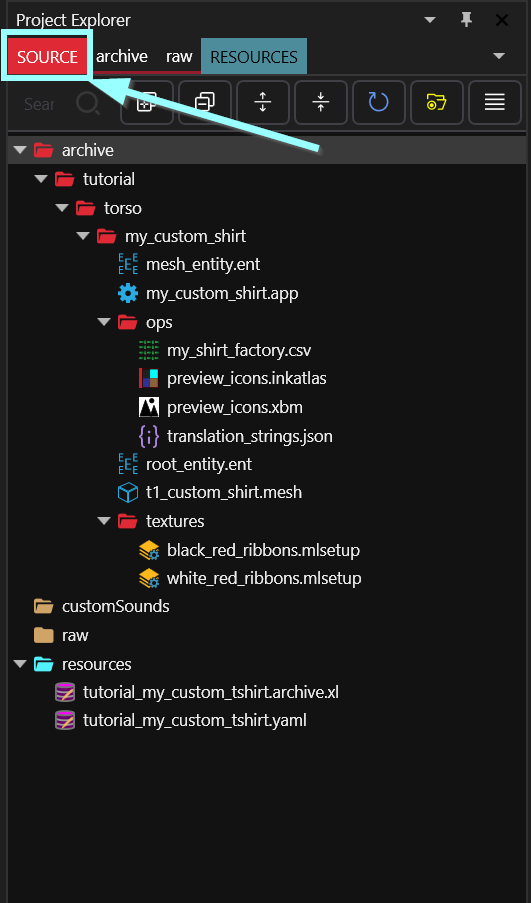 Project Explorer
SOURCE archive raw RESOURCES
Sear
archive
tutorial
torso
my_custom_shirt
mesh_entity.ent
my_custom_shirt.app
ops
my_shirt_factory.csv
preview_icons.inkatlas
preview_icons.xbm
translation_strings.json
root_entity.ent
t1_custom_shirt.mesh
textures
black_red_ribbons.mlsetup
white_red_ribbons.mlsetup
customSounds
raw
resources
tutorial_my_custom_tshirt.archive.xl
tutorial_my_custom_tshirt.yaml